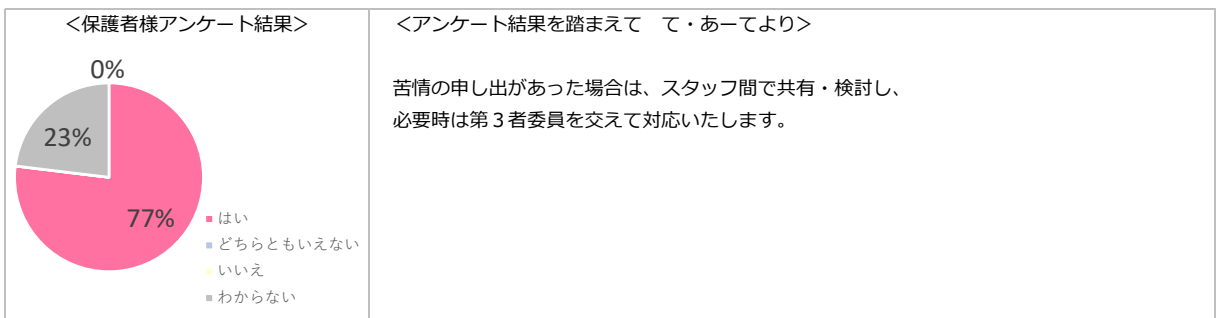 ＜保護者様アンケート結果＞
0%
23%
77%
はい
どちらともいえない
いいえ
わからない
＜アンケート結果を踏まえて　て・あーてより＞
苦情の申し出があった場合は、スタッフ間で共有・検討し、
必要時は第３者委員を交えて対応いたします。